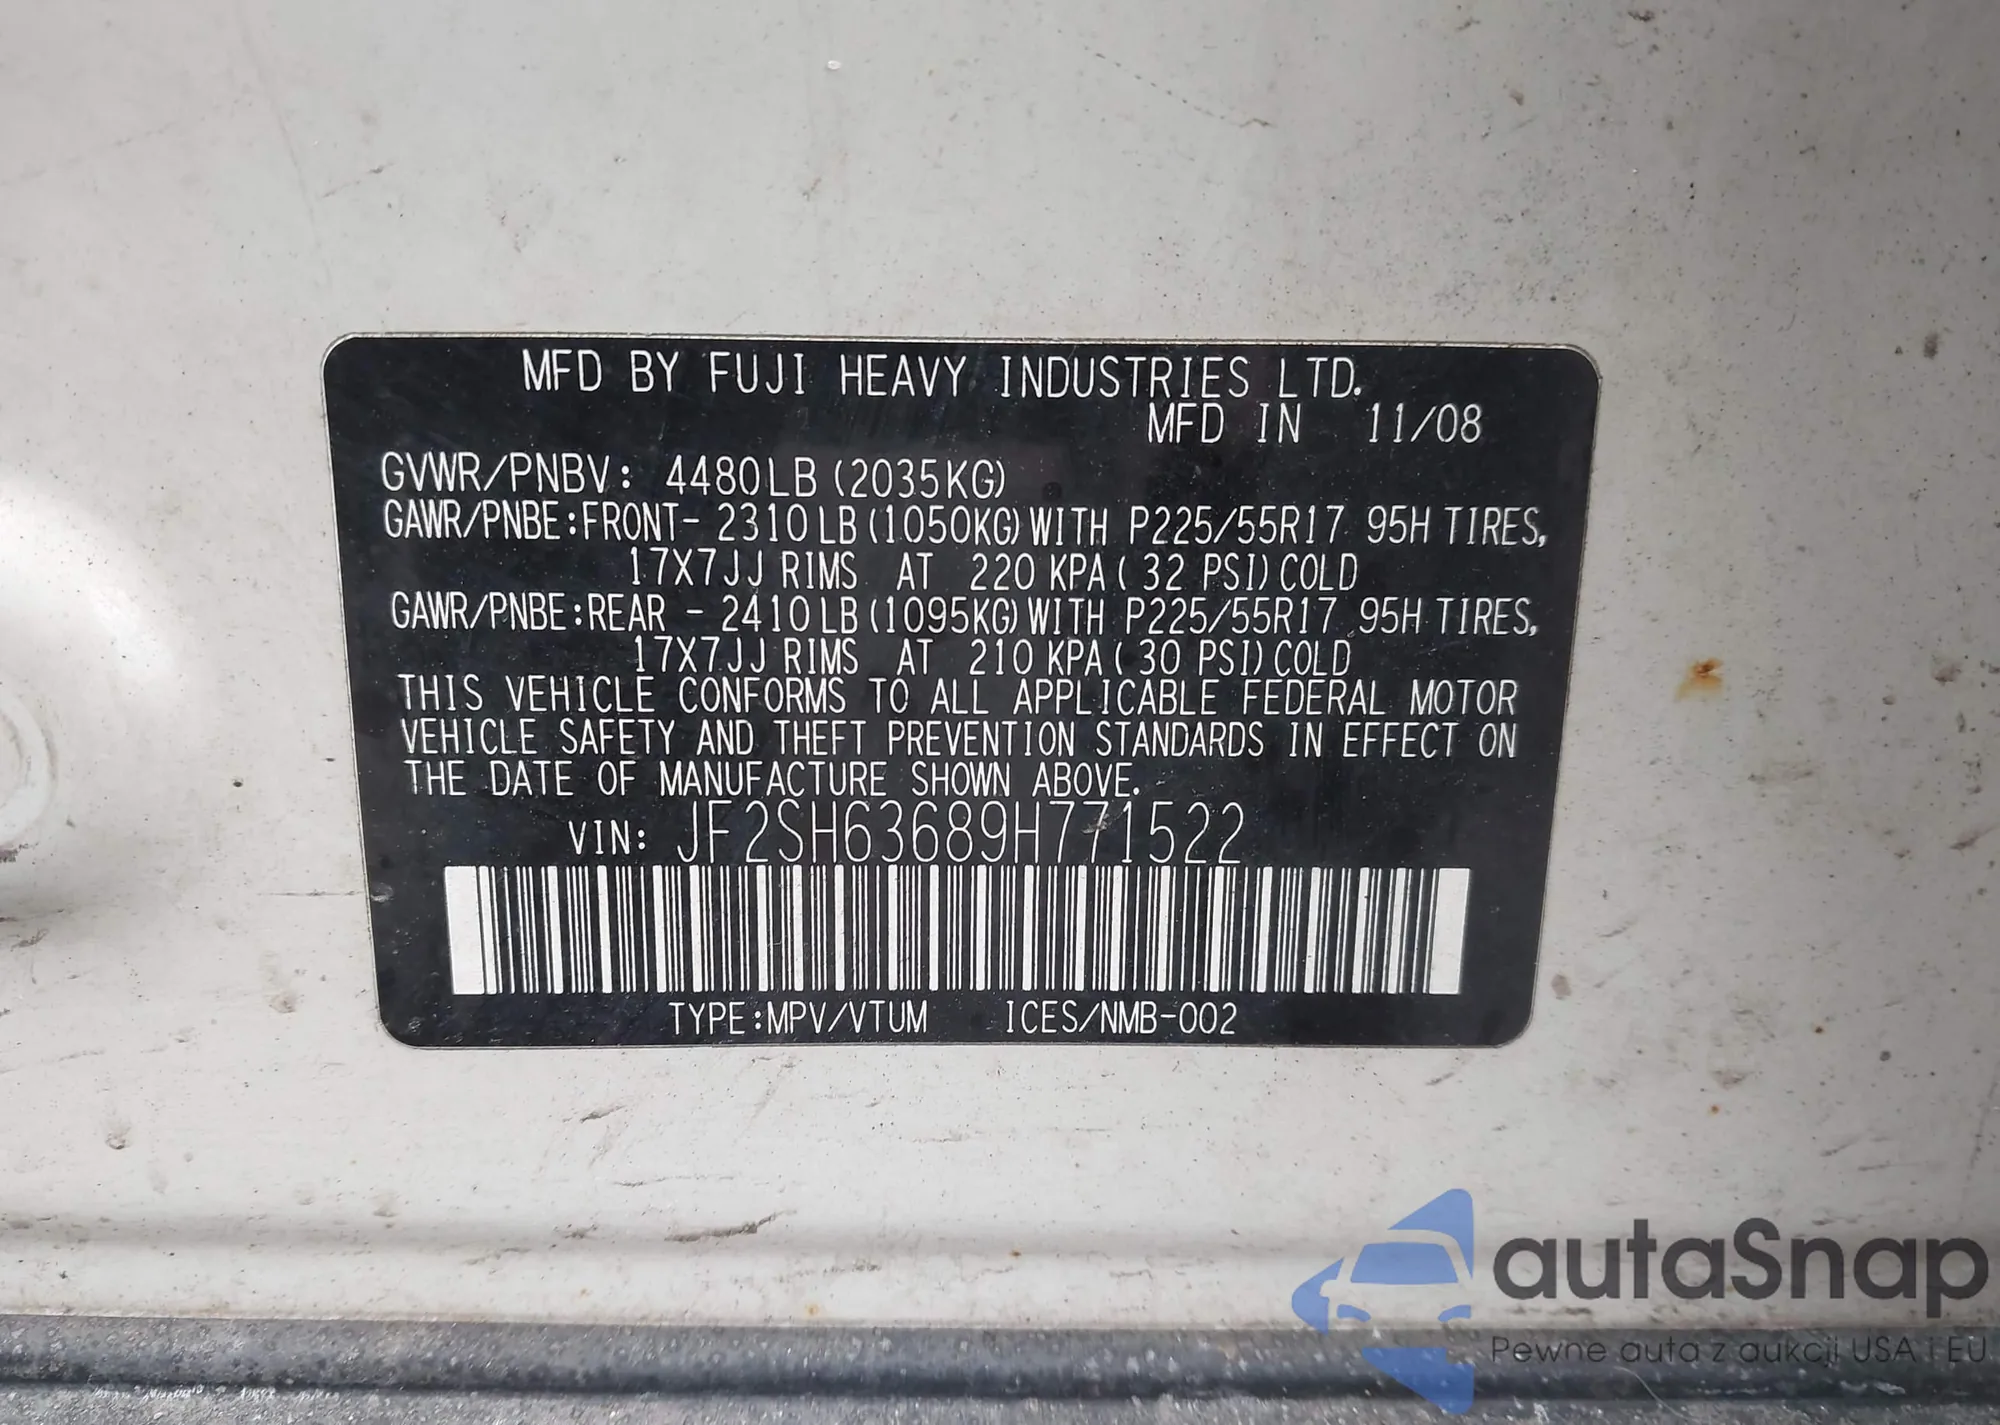 MFD BY FUJI HEAVY INDUSTRIES LTD.
MFD IN 11/08
GVWR/PNBV: 4480LB (2035KG)
GAWR/PNBE:FRONT- 2310LB (1050KG) WITH P225/55R17 95H TIRES,
17X7JJ RIMS AT 220 KPA ( 32 PSI) COLD
GAWR/PNBE:REAR - 2410LB (1095KG) WITH P225/55R17 95H TIRES,
17X7JJ RIMS AT 210 KPA ( 30 PSI) COLD
THIS VEHICLE CONFORMS TO ALL APPLICABLE FEDERAL MOTOR
VEHICLE SAFETY AND THEFT PREVENTION STANDARDS IN EFFECT ON
THE DATE OF MANUFACTURE SHOWN ABOVE.
VIN: JF2SH63689H771522
TYPE:MPV/VTUM ICES/NMB-002
autaSnap
Pewne auta z aukcji USA i EU